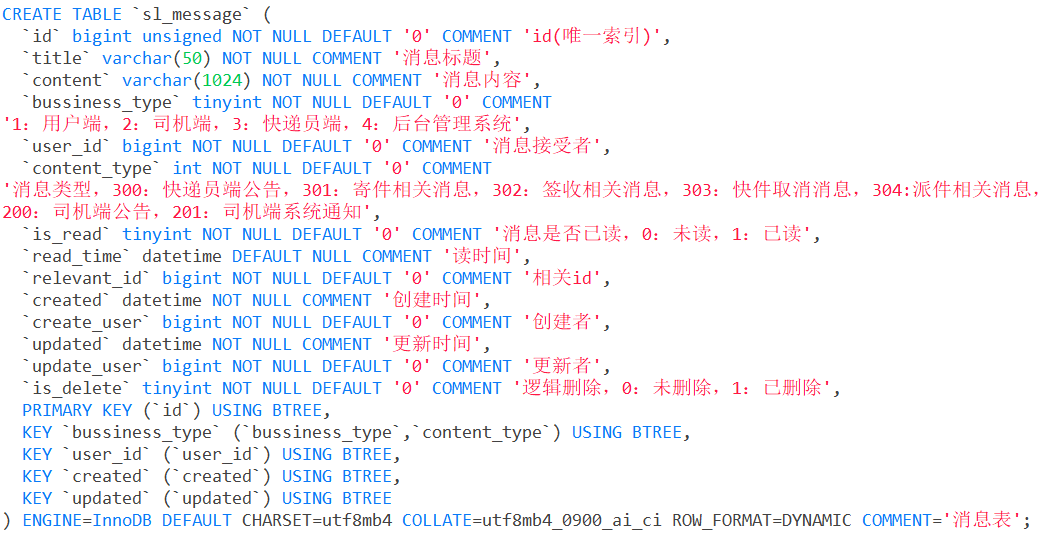 CREATE TABLE `sl_message` (
  `id` bigint unsigned NOT NULL DEFAULT '0' COMMENT 'id(唯一索引)',
  `title` varchar(50) NOT NULL COMMENT '消息标题',
  `content` varchar(1024) NOT NULL COMMENT '消息内容',
  `bussiness_type` tinyint NOT NULL DEFAULT '0' COMMENT
'1：用户端，2：司机端，3：快递员端，4：后台管理系统',
  `user_id` bigint NOT NULL DEFAULT '0' COMMENT '消息接受者',
  `content_type` int NOT NULL DEFAULT '0'  COMMENT
'消息类型，300：快递员端公告，301：寄件相关消息，302：签收相关消息，303：快件取消消息，304:派件相关消息，
200：司机端公告，201：司机端系统通知',
  `is_read` tinyint NOT NULL DEFAULT '0' COMMENT '消息是否已读，0：未读，1：已读',
  `read_time` datetime DEFAULT NULL COMMENT '读时间',
  `relevant_id` bigint NOT NULL DEFAULT '0' COMMENT '相关id',
  `created` datetime NOT NULL COMMENT '创建时间',
  `create_user` bigint NOT NULL DEFAULT '0' COMMENT '创建者',
  `updated` datetime NOT NULL COMMENT '更新时间',
  `update_user` bigint NOT NULL DEFAULT '0' COMMENT '更新者',
  `is_delete` tinyint NOT NULL DEFAULT '0' COMMENT '逻辑删除，0：未删除，1：已删除',
  PRIMARY KEY (`id`) USING BTREE,
  KEY `bussiness_type` (`bussiness_type`,`content_type`) USING BTREE,
  KEY `user_id` (`user_id`) USING BTREE,
  KEY `created` (`created`) USING BTREE,
  KEY `updated` (`updated`) USING BTREE
) ENGINE=InnoDB DEFAULT CHARSET=utf8mb4 COLLATE=utf8mb4_0900_ai_ci ROW_FORMAT=DYNAMIC COMMENT='消息表';